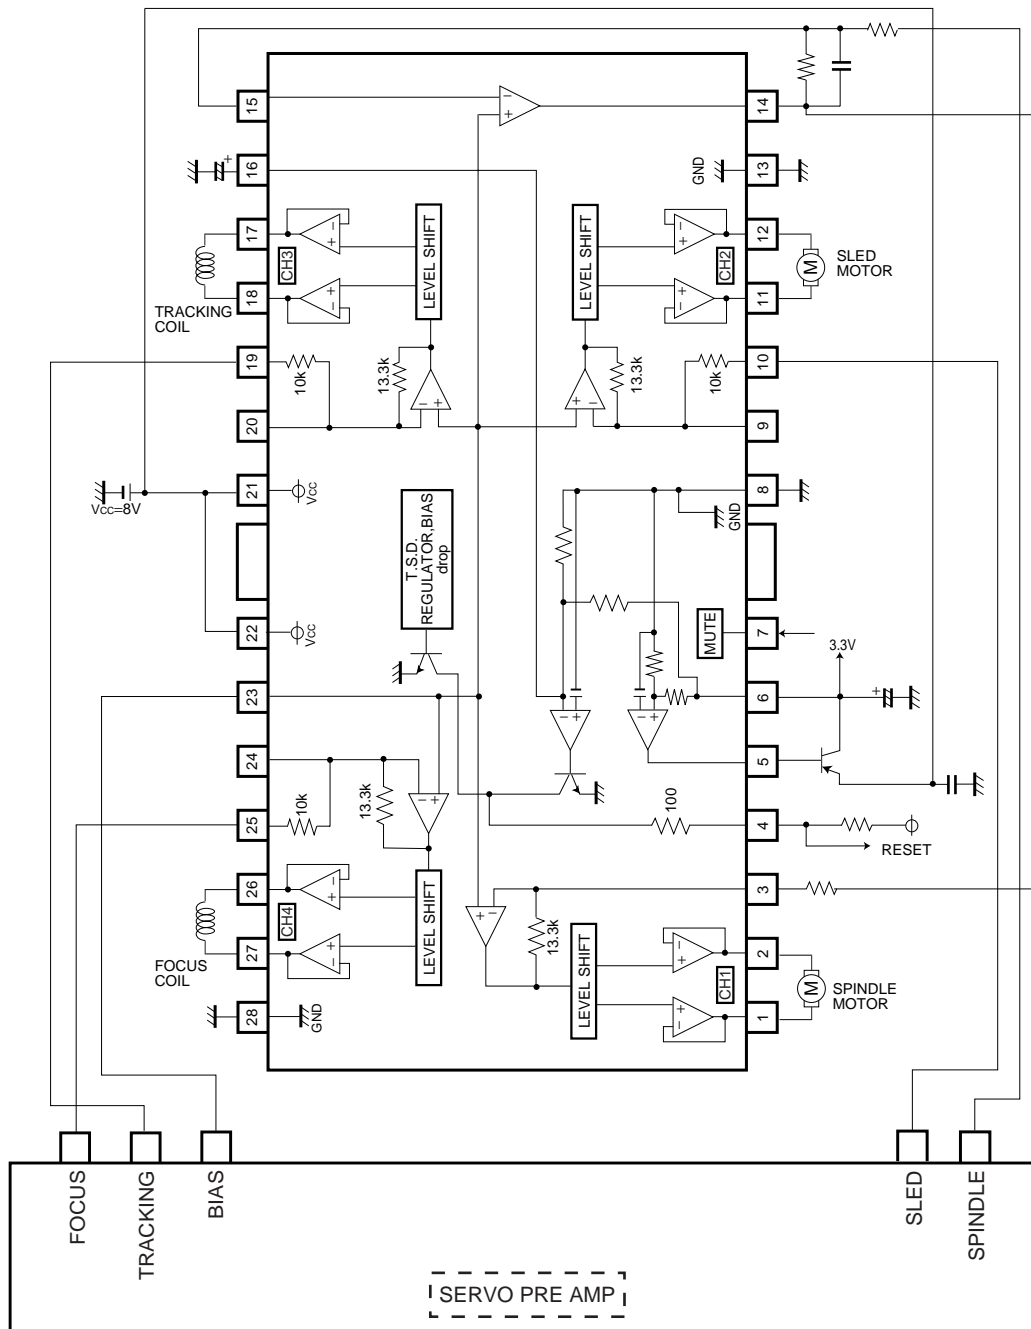 15
14
16
GND
13
17
CH3
LEVEL SHIFT
LEVEL SHIFT
CH2
12
SLED
MOTOR
M
18
11
TRACKING
COIL
19
10k
13.3k
13.3k
10k
10
20
9
21
Vcc
Vcc=8V
8
GND
T.S.D.
REGULATOR,BIAS
drop
22
Vcc
MUTE
7
3.3V
23
6
24
5
25
10k
13.3k
100
4
RESET
26
CH4
LEVEL SHIFT
3
27
FOCUS
COIL
13.3k
LEVEL SHIFT
CH1
2
28
GND
1
M
SPINDLE
MOTOR
FOCUS
TRACKING
BIAS
SLED
SPINDLE
SERVO PRE AMP